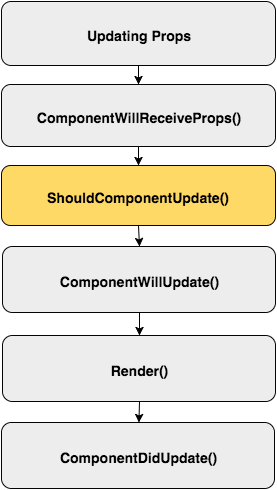 Updating Props
ComponentWillReceiveProps()
ShouldComponentUpdate()
ComponentWillUpdate()
Render()
ComponentDidUpdate()